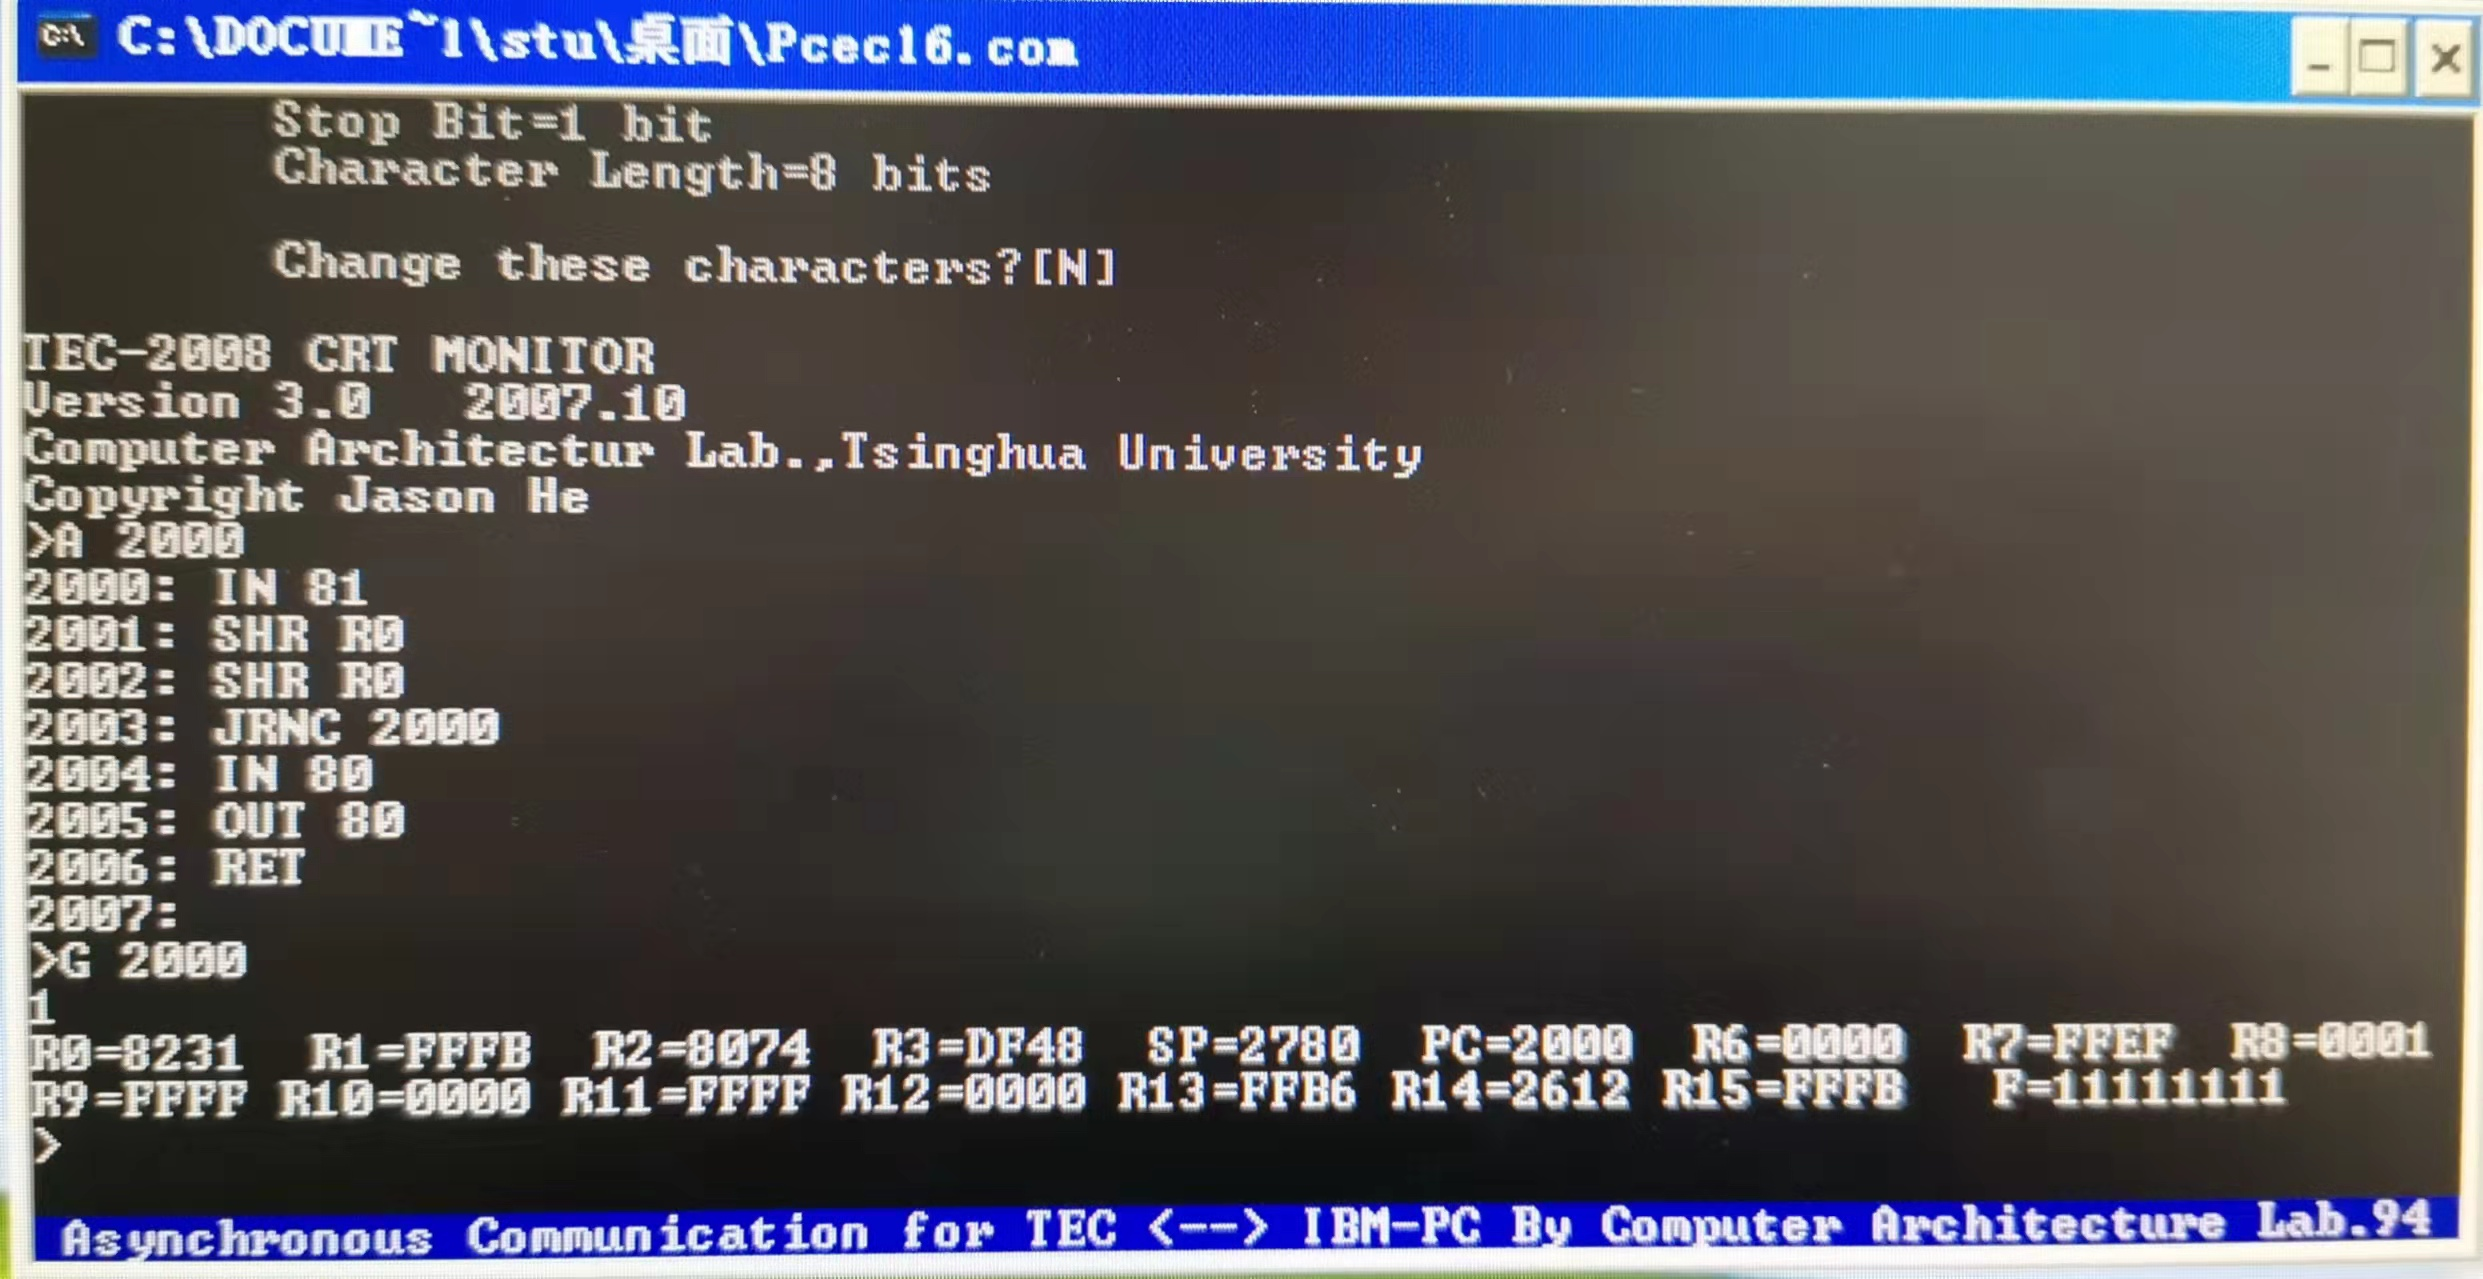 C:\DOCUME~1\stu\桌面\Pcec16.com
Stop Bit=1 bit
Character Length=8 bits
Change these characters?[N]
TEC-2008 CRT MONITOR
Version 3.0   2007.10
Computer Architectur Lab.,Tsinghua University
Copyright Jason He
>A 2000
2000: IN 81
2001: SHR R0
2002: SHR R0
2003: JRNC 2000
2004: IN 80
2005: OUT 80
2006: RET
2007:
>G 2000
1
R0=8231  R1=FFFB  R2=8074  R3=DF48  SP=2780  PC=2000  R6=0000  R7=FFEF  R8=0001
R9=FFFF R10=0000 R11=FFFF R12=0000 R13=FFB6 R14=2612 R15=FFFB   F=11111111
>
Asynchronous Communication for TEC <--> IBM-PC By Computer Architecture Lab.94